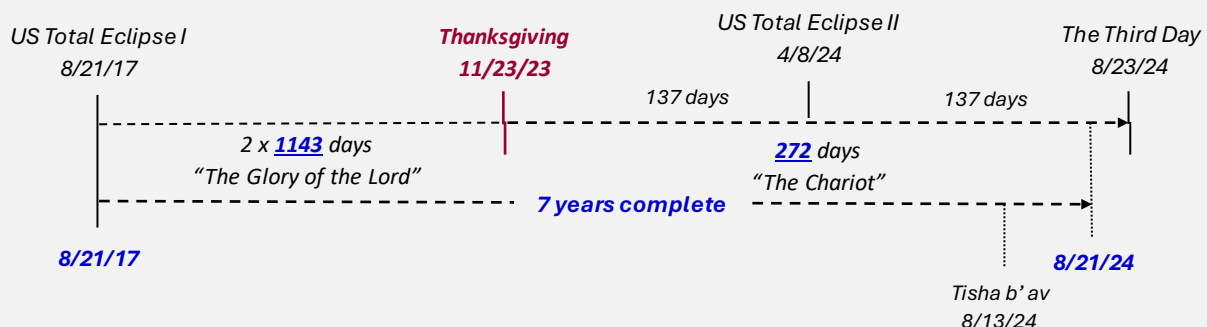 US Total Eclipse I
8/21/17
Thanksgiving
11/23/23
US Total Eclipse II
4/8/24
The Third Day
8/23/24
137 days
137 days
2 x 1143 days
“The Glory of the Lord”
272 days
“The Chariot”
7 years complete
8/21/17
8/21/24
Tisha b’ av
8/13/24